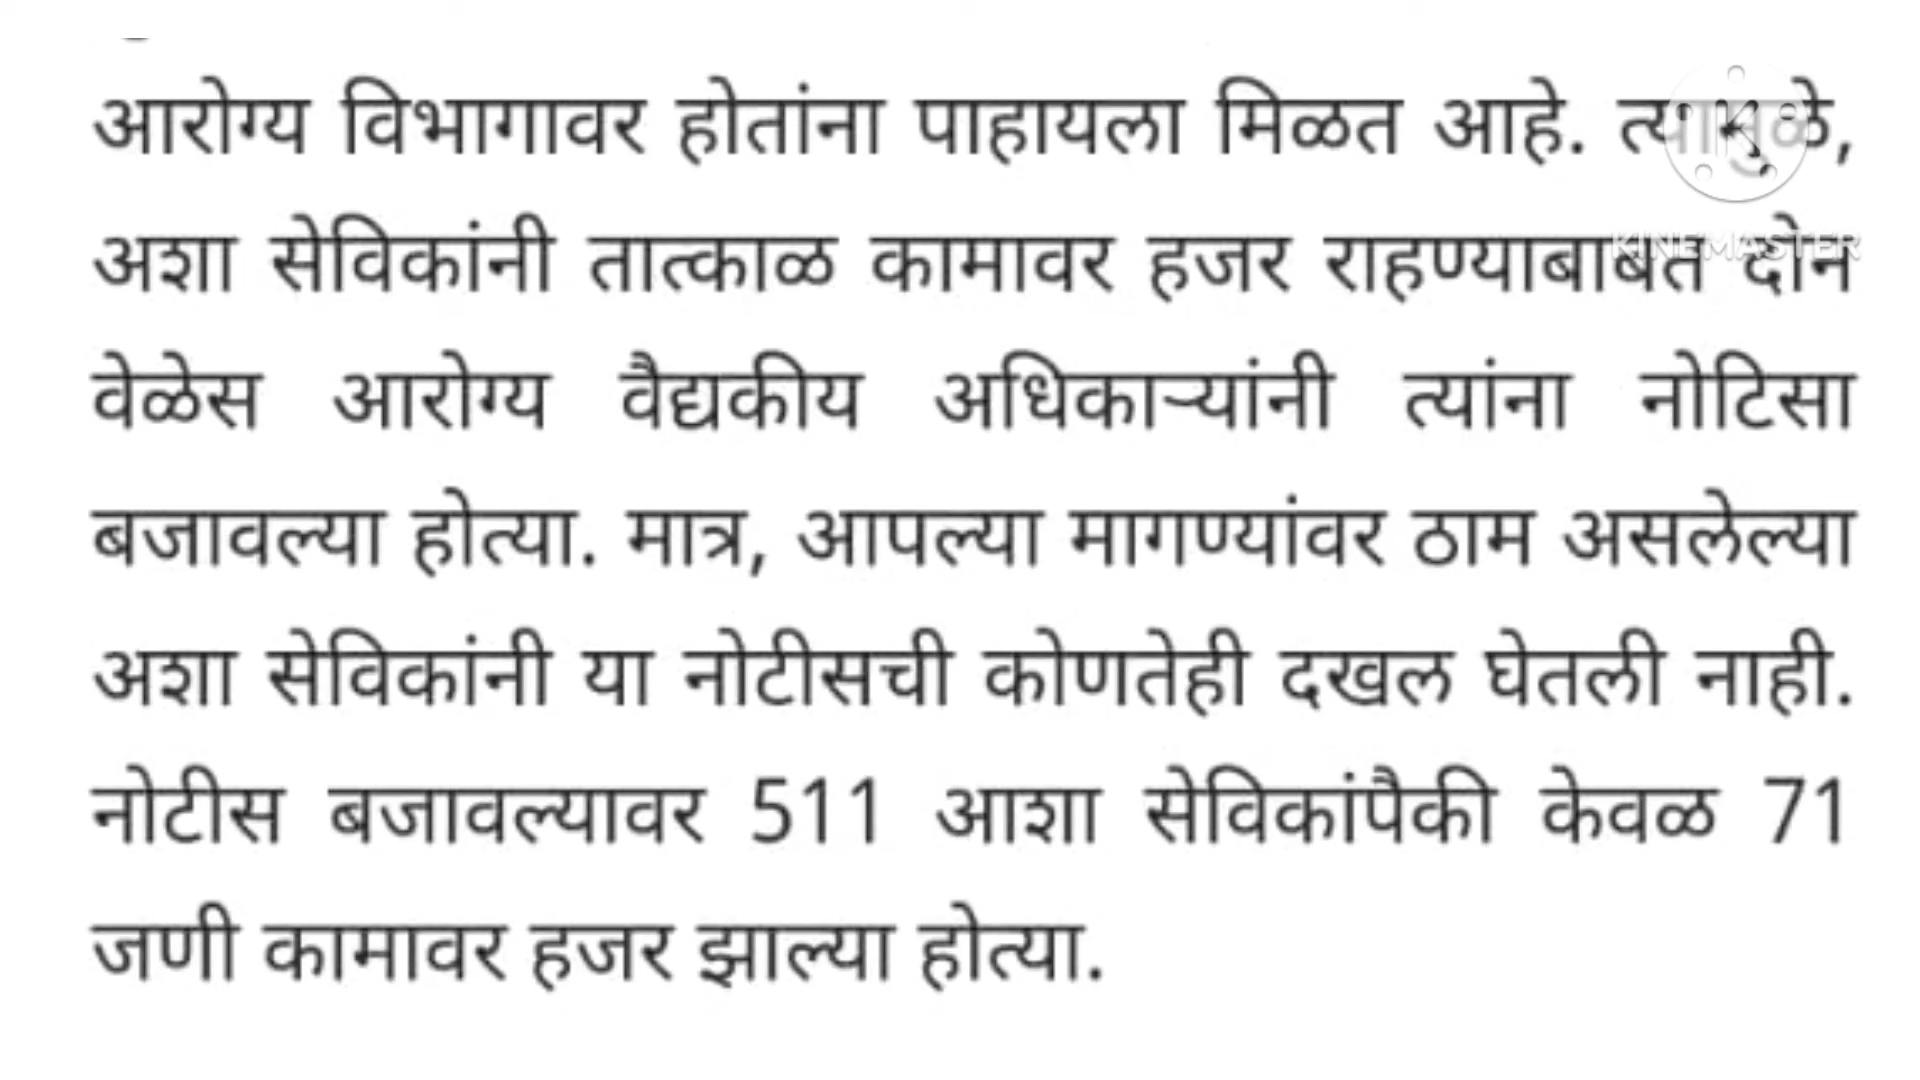 आरोग्य विभागावर होतांना पाहायला मिळत आहे. त्यामुळे,
अशा सेविकांनी तात्काळ कामावर हजर राहण्याबाबत दोन
वेळेस आरोग्य वैद्यकीय अधिकाऱ्यांनी त्यांना नोटिसा
बजावल्या होत्या. मात्र, आपल्या मागण्यांवर ठाम असलेल्या
अशा सेविकांनी या नोटीसची कोणतेही दखल घेतली नाही.
नोटीस बजावल्यावर 511 आशा सेविकांपैकी केवळ 71
जणी कामावर हजर झाल्या होत्या.
KINEMASTER